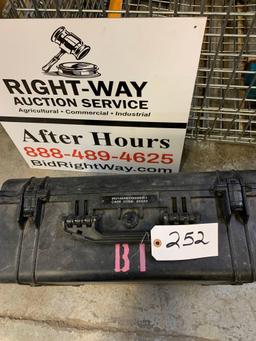 RIGHT-WAY
AUCTION SERVICE
Agricultural • Commercial • Industrial
After Hours
888-489-4625
BidRightWay.com
252
B1